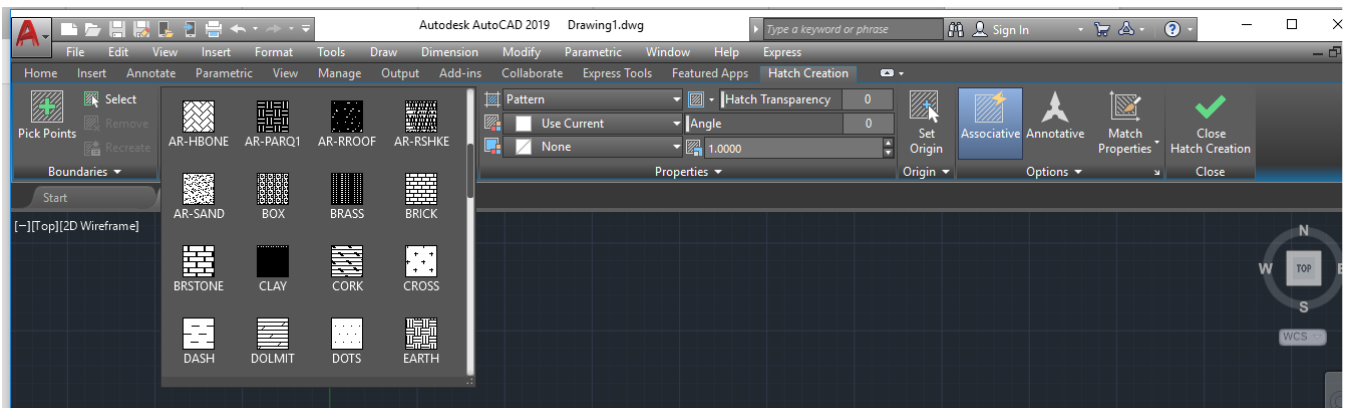 Autodesk AutoCAD 2019 Drawing1.dwg Type a keyword or phrase Sign In
File Edit View Insert Format Tools Draw Dimension Modify Parametric Window Help Express
Home Insert Annotate Parametric View Manage Output Add-ins Collaborate Express Tools Featured Apps Hatch Creation
Pick Points
Select
Remove
Recreate
Boundaries
AR-HBONE AR-PARQ1 AR-RROOF AR-RSHKE
AR-SAND BOX BRASS BRICK
BRSTONE CLAY CORK CROSS
DASH DOLMIT DOTS EARTH
Pattern
Use Current
None
Hatch Transparency 0
Angle 0
1.0000
Properties
Set
Origin
Origin
Associative Annotative
Match
Properties
Options
Close
Hatch Creation
Close
Start
[−][Top][2D Wireframe]
N
W TOP E
S
WCS